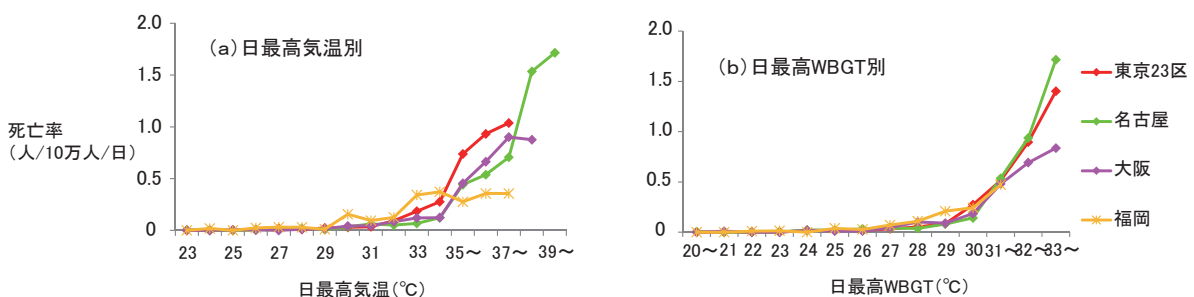 (a)日最高気温別
死亡率
(人/10万人/日)
2.0
1.5
1.0
0.5
0
23 25 27 29 31 33 35～ 37～ 39～
日最高気温(℃)
(b)日最高WBGT別
2.0
1.5
1.0
0.5
0
20～ 21 22 23 24 25 26 27 28 29 30 31～ 32～ 33～
日最高WBGT(℃)
東京23区
名古屋
大阪
福岡